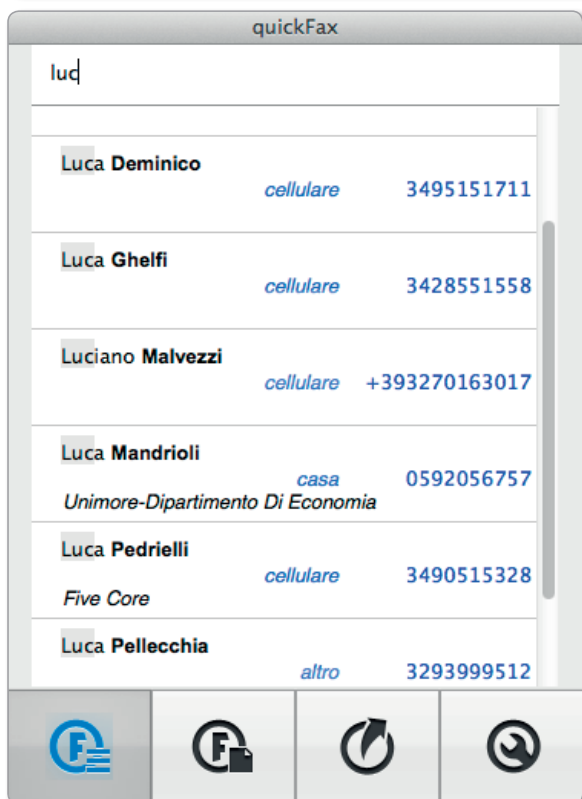 quickFax
luc
Luca Deminico
cellulare 3495151711
Luca Ghelfi
cellulare 3428551558
Luciano Malvezzi
cellulare +393270163017
Luca Mandrioli
casa 0592056757
Unimore-Dipartimento Di Economia
Luca Pedrielli
cellulare 3490515328
Five Core
Luca Pellecchia
altro 3293999512
F F